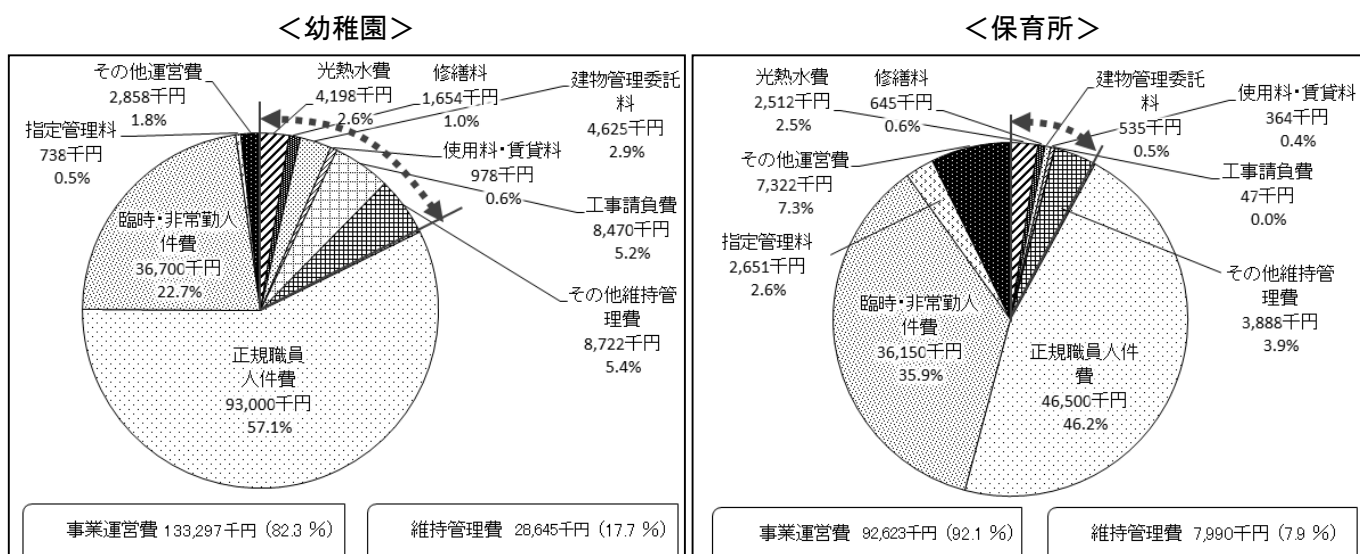 ＜幼稚園＞
その他運営費
2,858千円
1.8%
光熱水費
4,198千円
2.6%
修繕料
1,654千円
1.0%
建物管理委託
料
4,625千円
2.9%
指定管理料
738千円
0.5%
使用料・賃貸料
978千円
0.6%
工事請負費
8,470千円
5.2%
臨時・非常勤人
件費
36,700千円
22.7%
その他維持管
理費
8,722千円
5.4%
正規職員
人件費
93,000千円
57.1%
事業運営費 133,297千円 (82.3 %)
維持管理費 28,645千円 (17.7 %)
＜保育所＞
光熱水費
2,512千円
2.5%
修繕料
645千円
0.6%
建物管理委託
料
535千円
0.5%
使用料・賃貸料
364千円
0.4%
その他運営費
7,322千円
7.3%
工事請負費
47千円
0.0%
指定管理料
2,651千円
2.6%
その他維持管
理費
3,888千円
3.9%
臨時・非常勤人
件費
36,150千円
35.9%
正規職員人件
費
46,500千円
46.2%
事業運営費 92,623千円 (92.1 %)
維持管理費 7,990千円 (7.9 %)